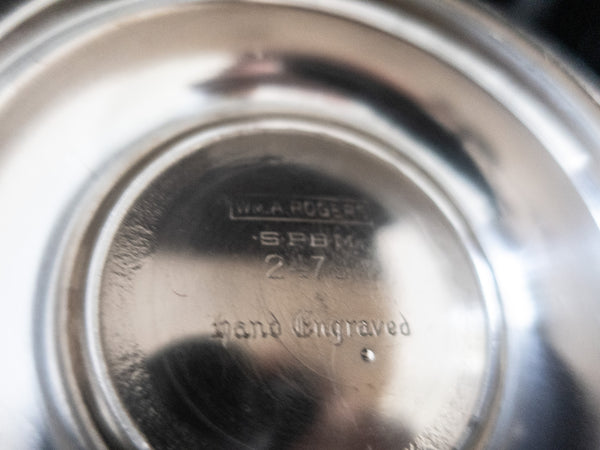 WM. A. ROGERS
S P B M
Hand Engraved